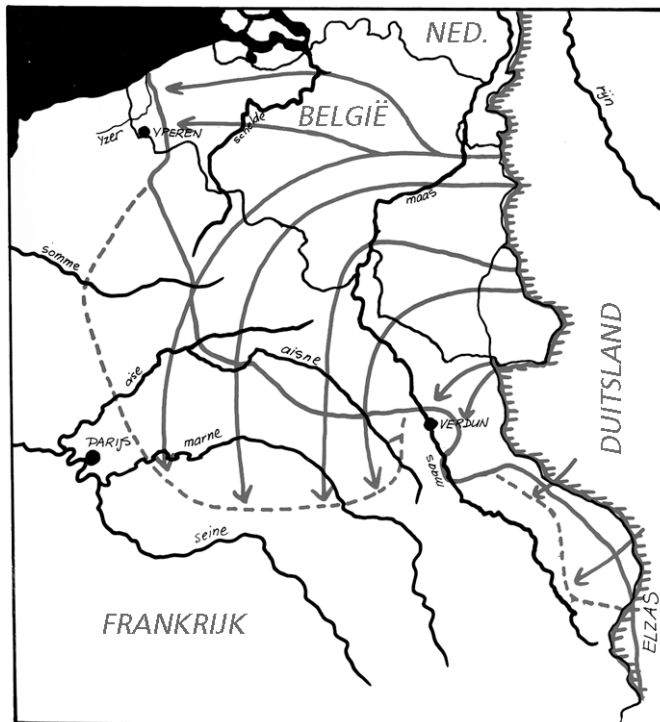 NED.
rijn
BELGIË
yzer
YPEREN
schelde
maas
somme
DUITSLAND
oise
aisne
VERDUN
PARIJS
marne
maas
seine
FRANKRIJK
ELZAS